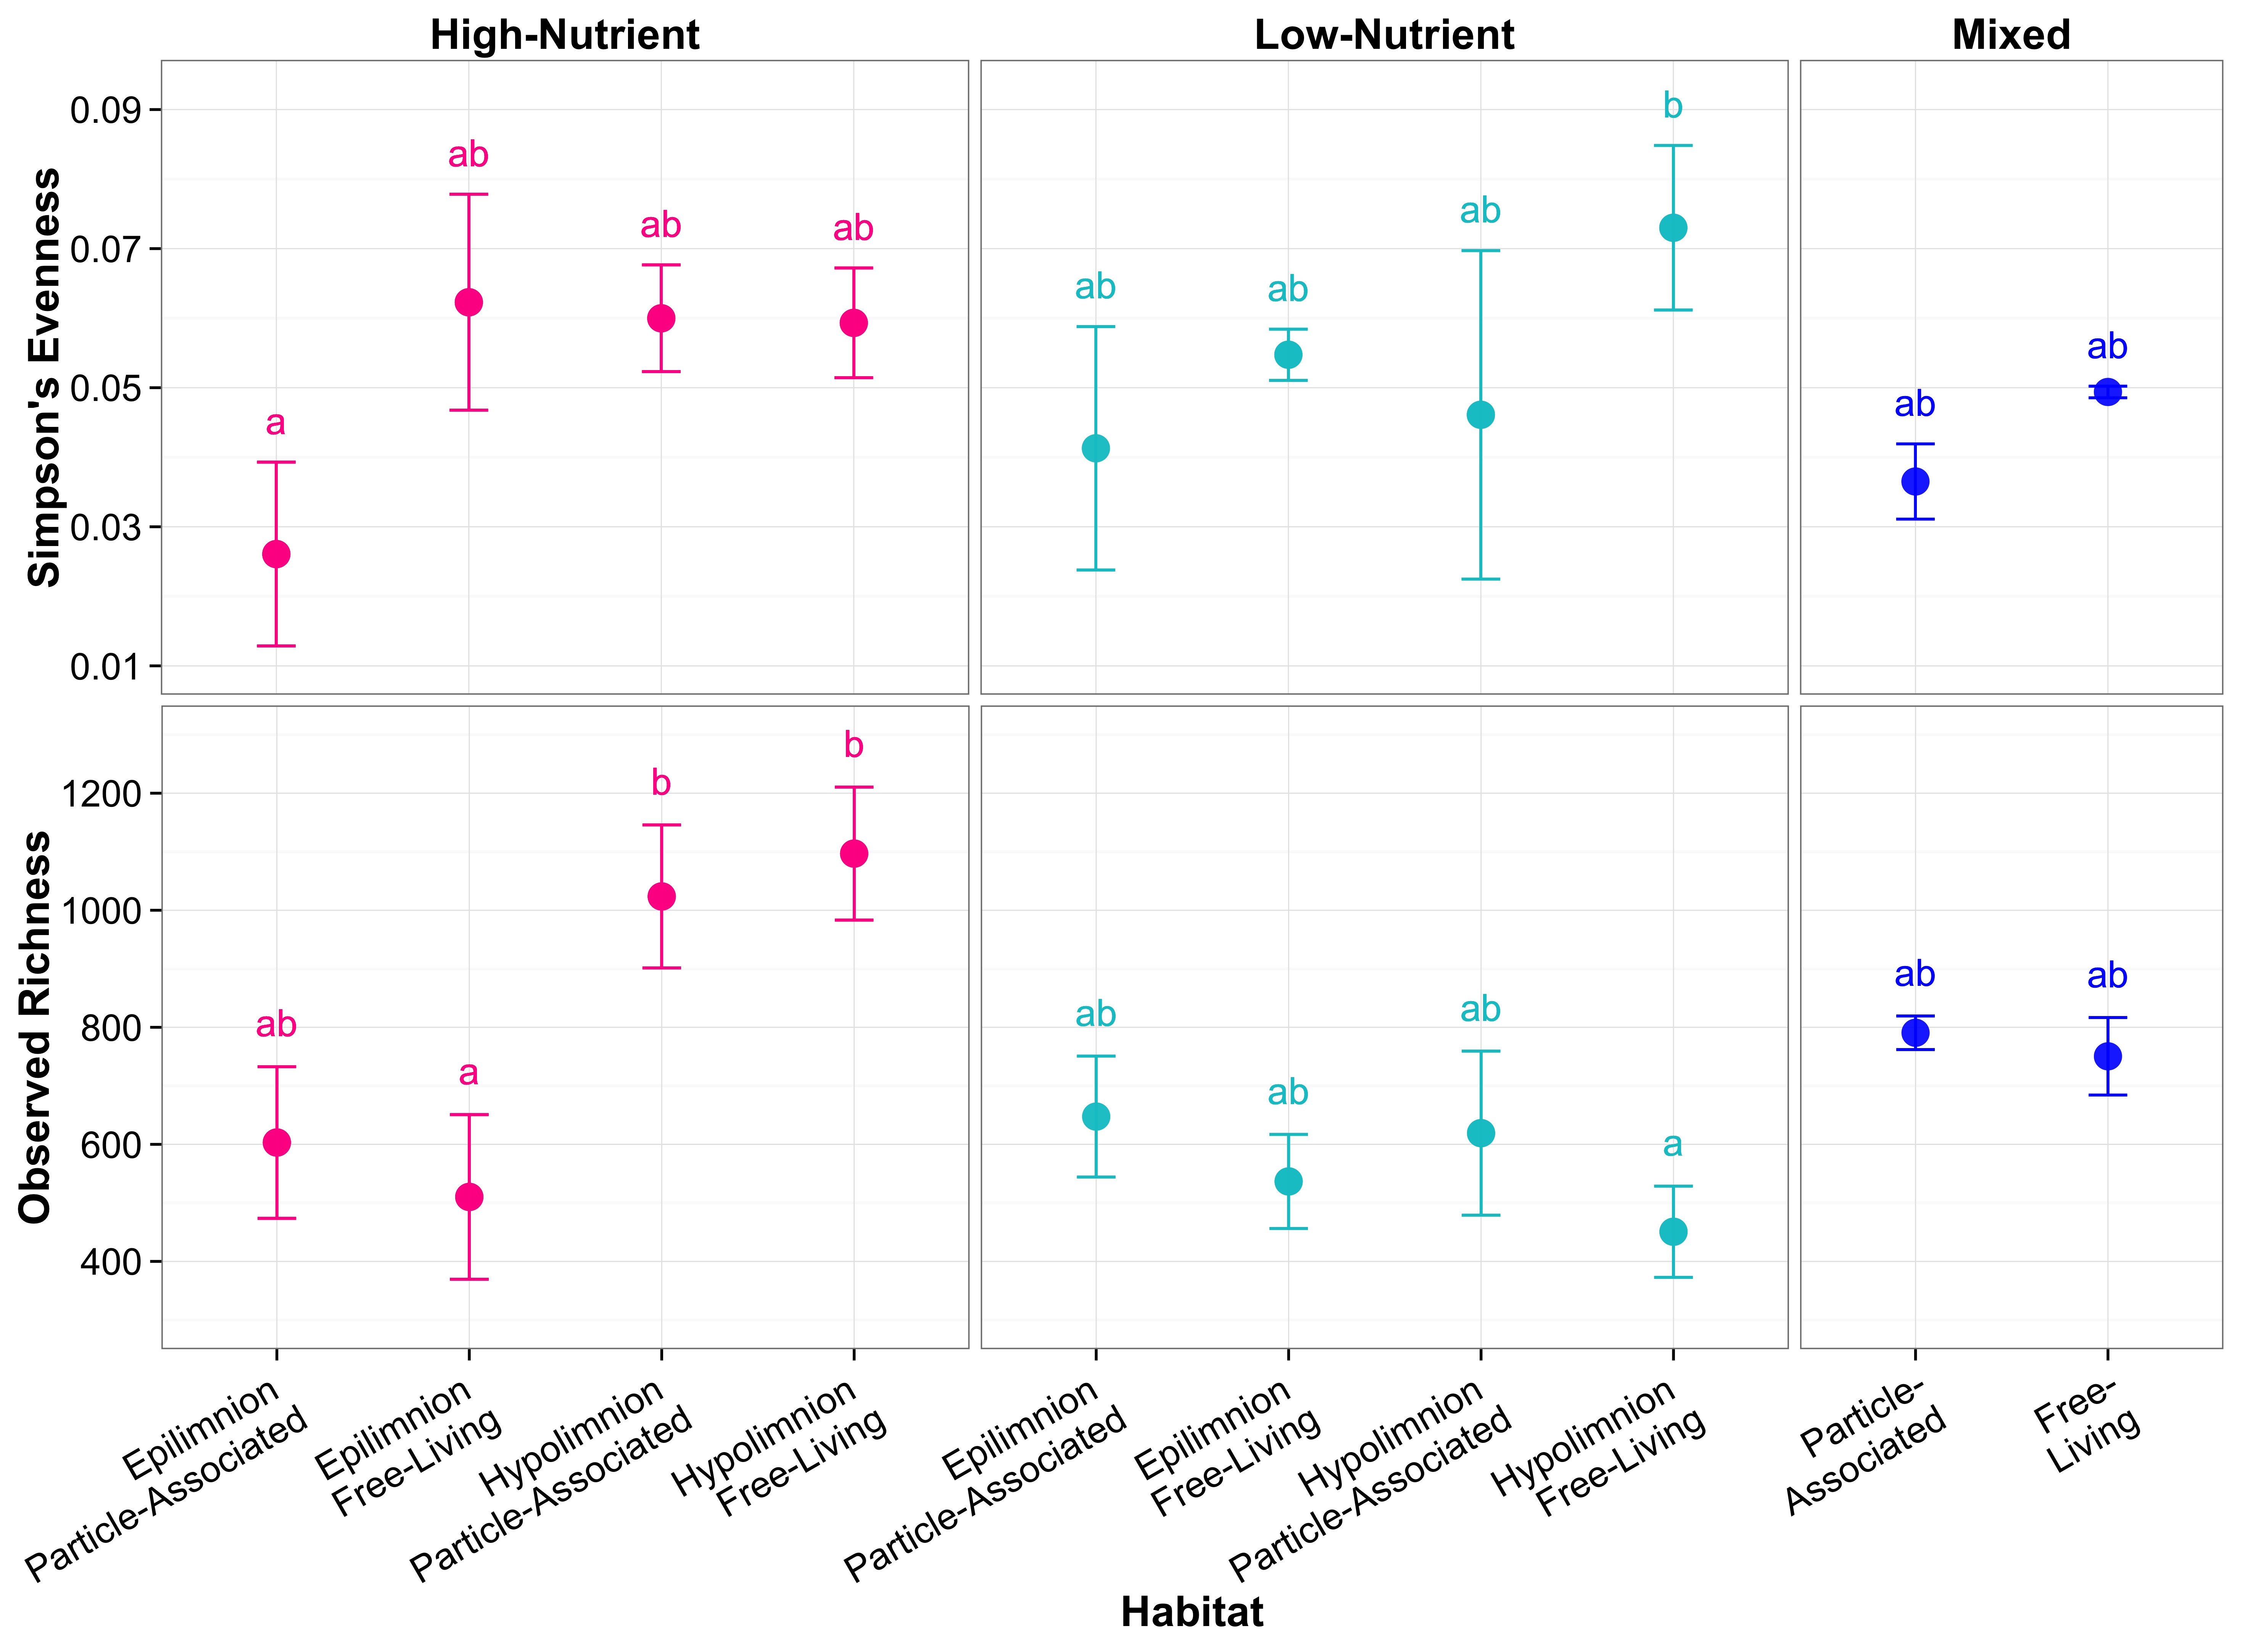 High-Nutrient
Low-Nutrient
Mixed
Simpson's Evenness
0.09
0.07
0.05
0.03
0.01
a
ab
ab
ab
ab
ab
ab
b
ab
ab
Observed Richness
1200
1000
800
600
400
ab
a
b
b
ab
ab
ab
a
ab
ab
Epilimnion
Particle-Associated
Epilimnion
Free-Living
Hypolimnion
Particle-Associated
Hypolimnion
Free-Living
Epilimnion
Particle-Associated
Epilimnion
Free-Living
Hypolimnion
Particle-Associated
Hypolimnion
Free-Living
Particle-
Associated
Free-
Living
Habitat